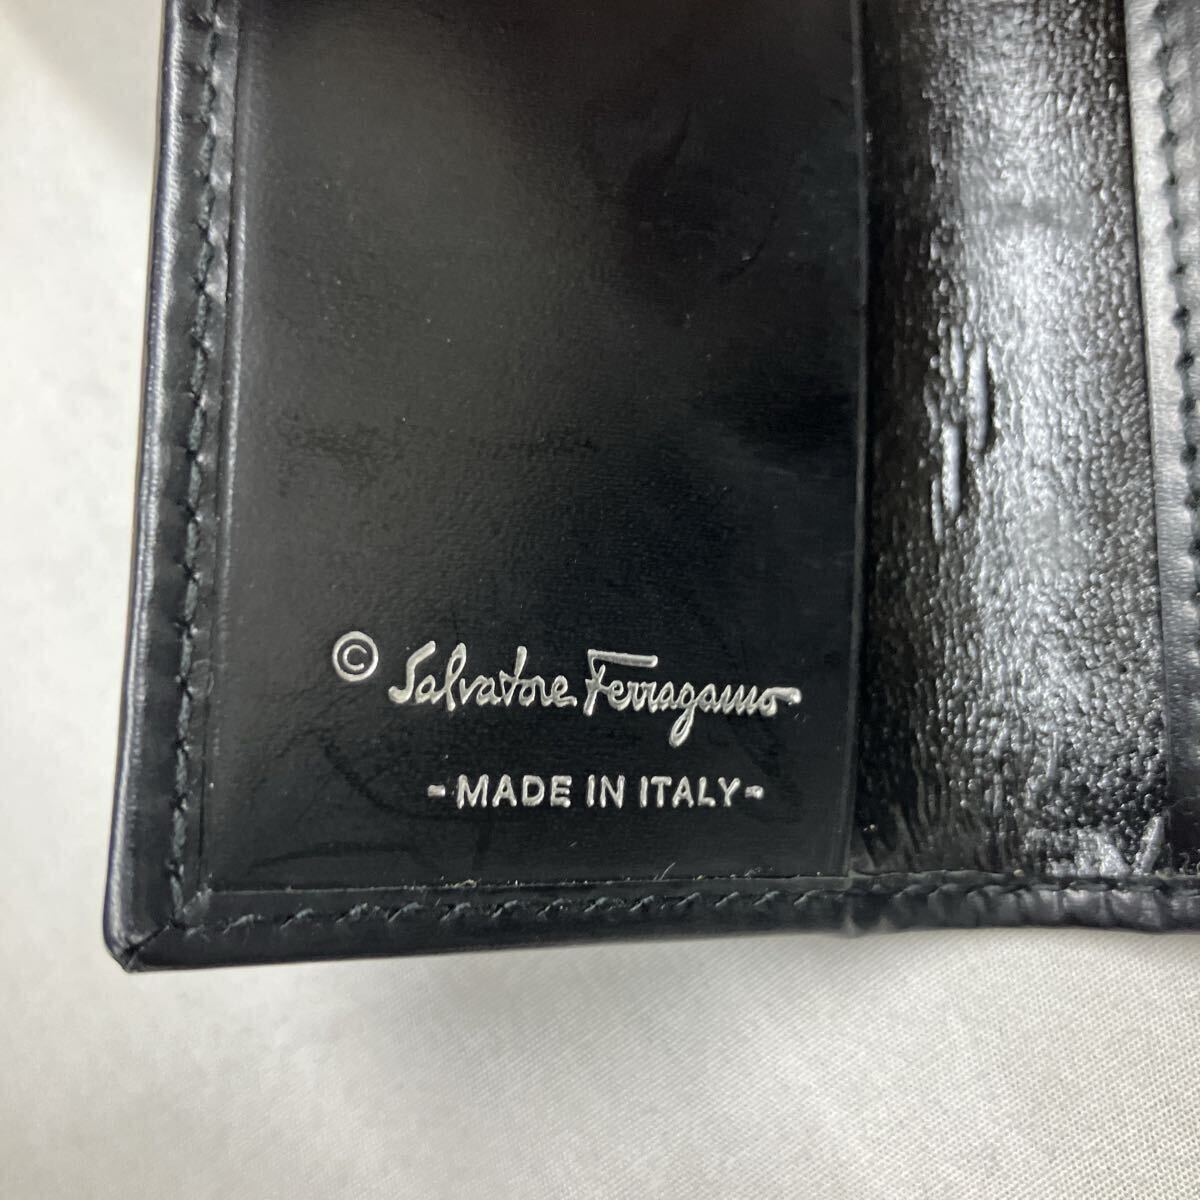 © Salvatore Ferragamo
- MADE IN ITALY -